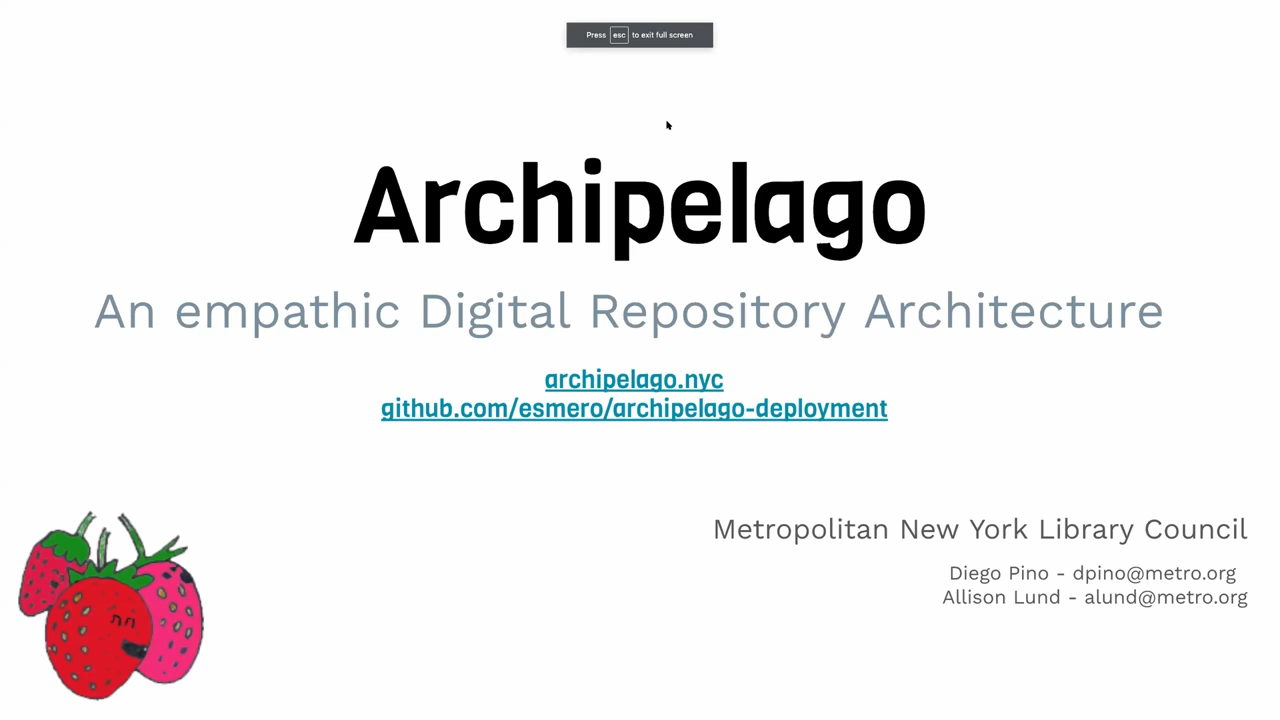 Press esc to exit full screen
Archipelago
An empathic Digital Repository Architecture
archipelago.nyc
github.com/esmero/archipelago-deployment
Metropolitan New York Library Council
Diego Pino - dpino@metro.org
Allison Lund - alund@metro.org